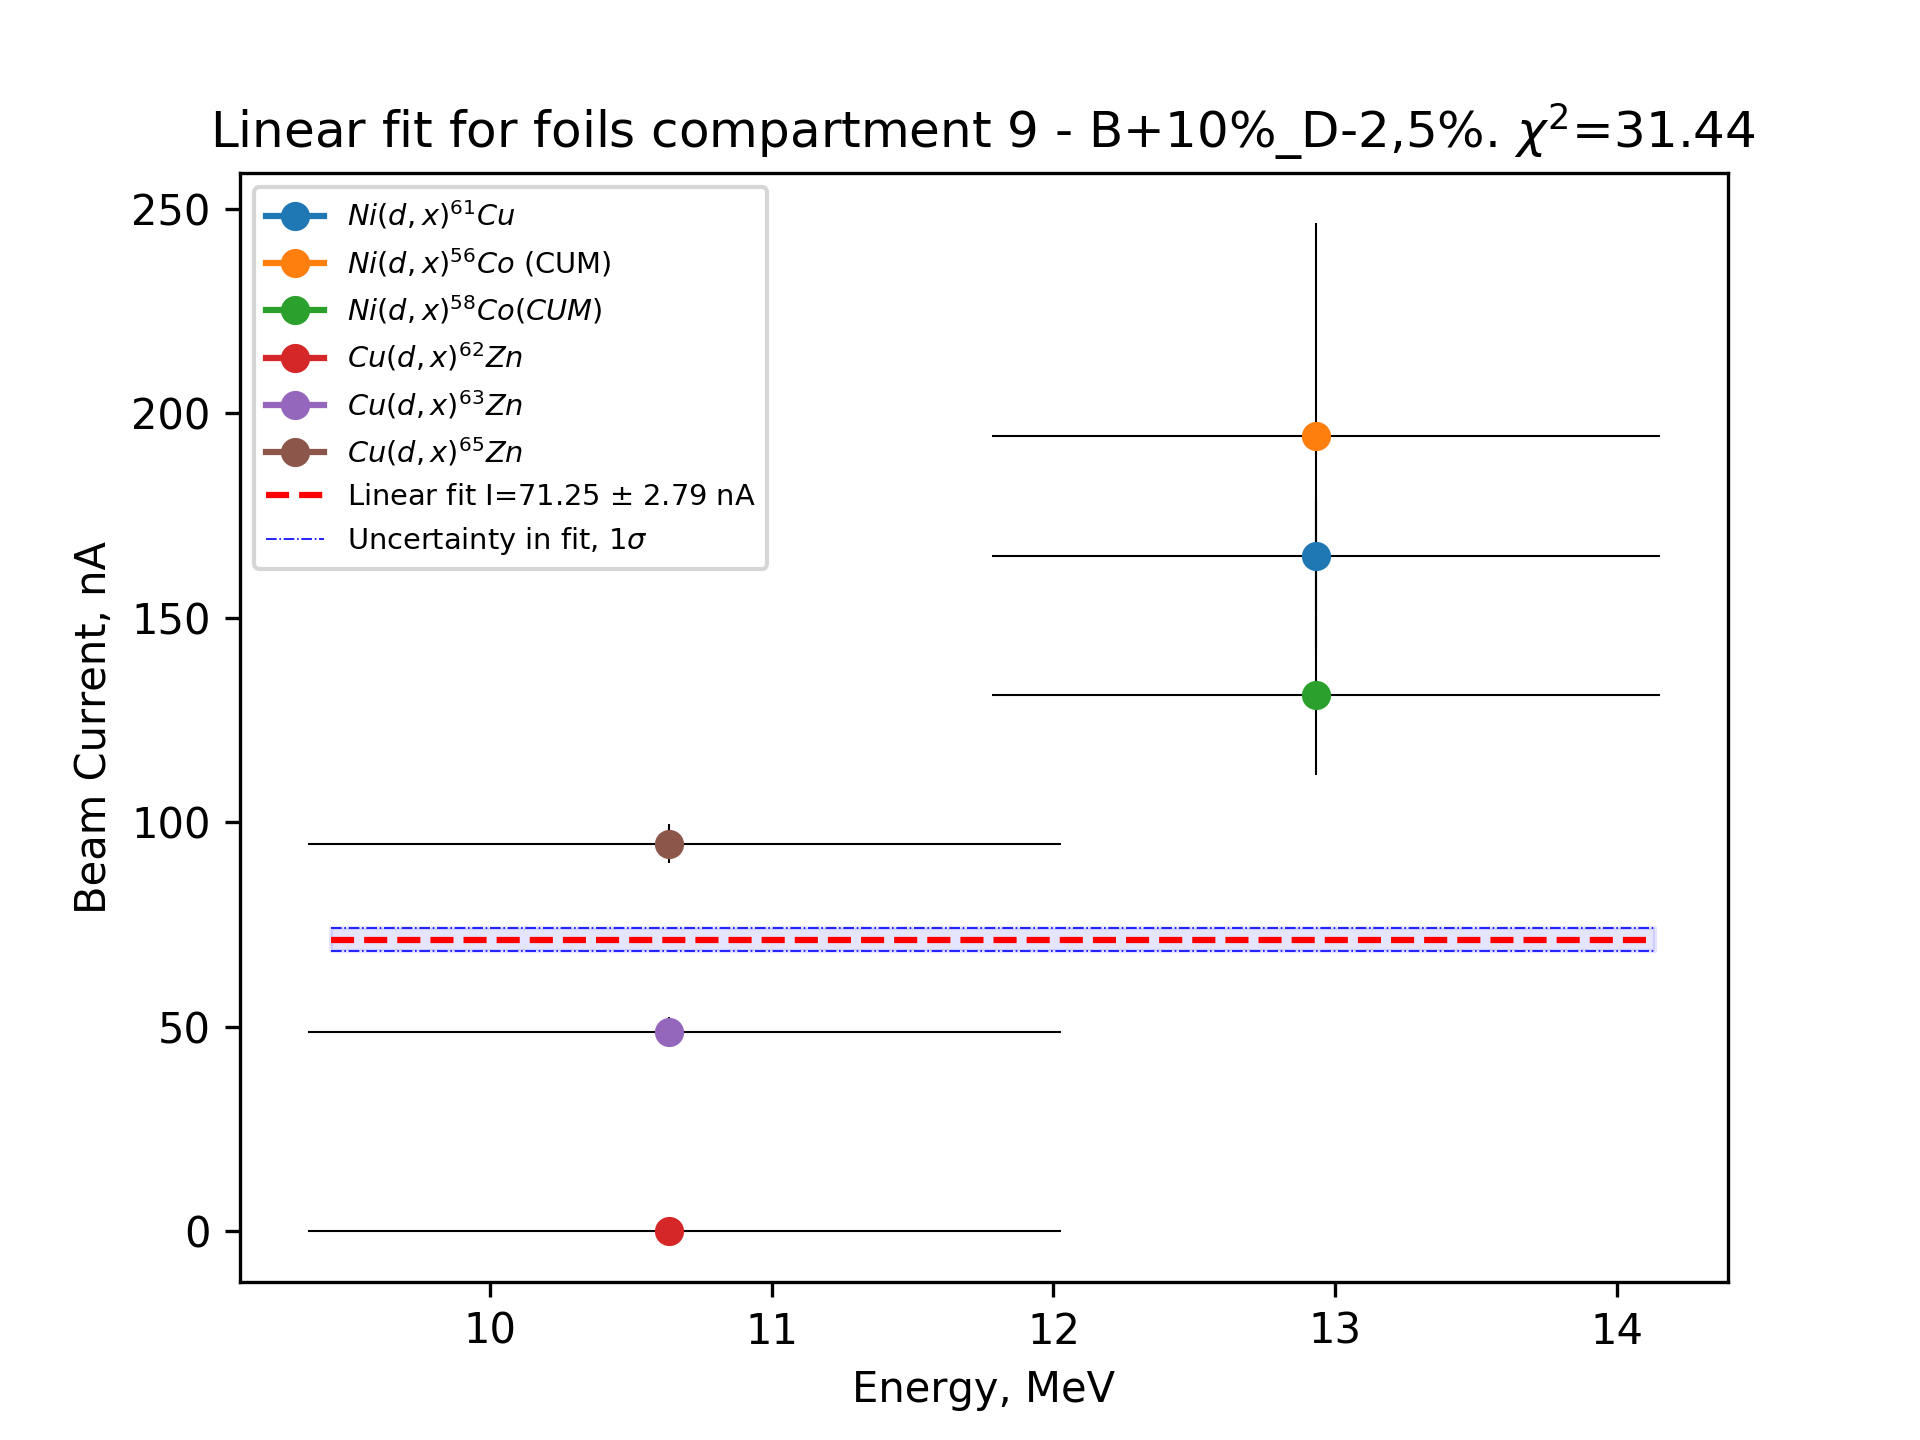 Linear fit for foils compartment 9 - B+10%_D-2,5%. χ²=31.44
Ni(d, x)⁶¹Cu
Ni(d, x)⁵⁶Co (CUM)
Ni(d, x)⁵⁸Co(CUM)
Cu(d, x)⁶²Zn
Cu(d, x)⁶³Zn
Cu(d, x)⁶⁵Zn
Linear fit I=71.25 ± 2.79 nA
Uncertainty in fit, 1σ
Beam Current, nA
250
200
150
100
50
0
10 11 12 13 14
Energy, MeV